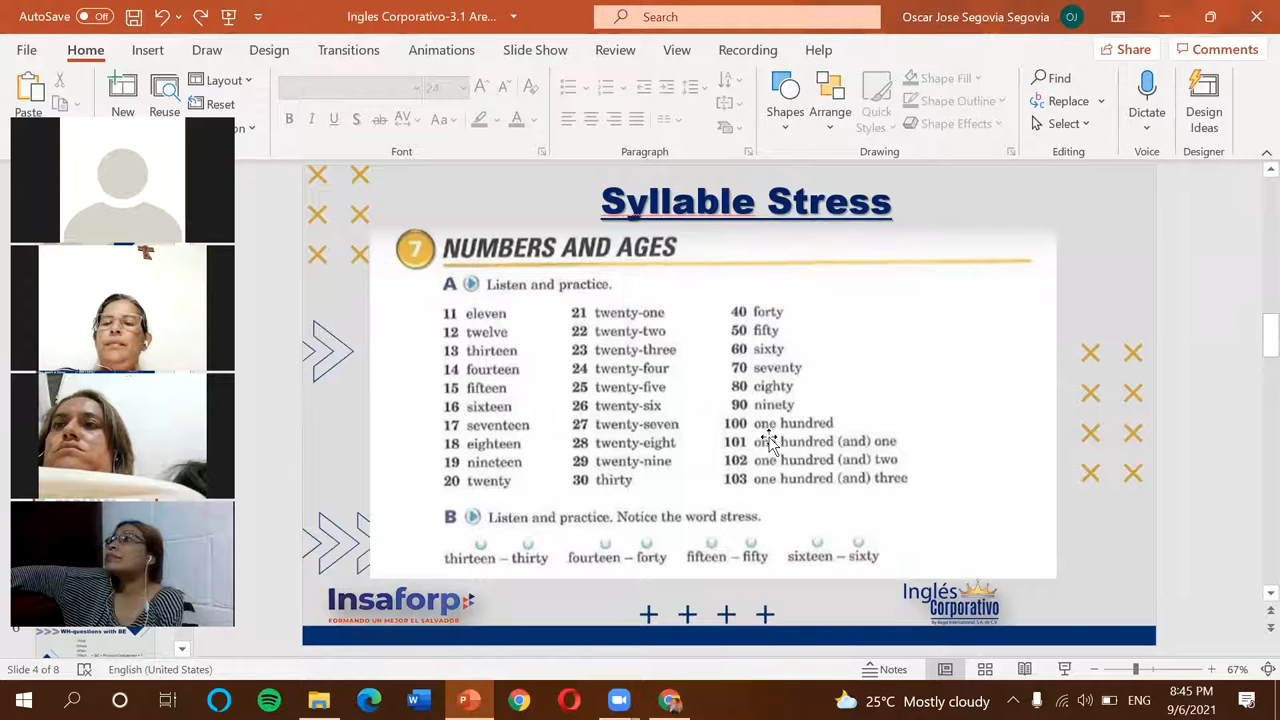 AutoSave Off Ingles Corporativo-3.1 Are... Search Oscar Jose Segovia Segovia OJ
File Home Insert Draw Design Transitions Animations Slide Show Review View Recording Help Share Comments
Paste New Reuse Layout Reset
B I U S ab AV Aa A
Shapes Arrange Quick Styles Shape Fill Shape Outline Shape Effects
Find Replace Select Dictate Design Ideas
Font Paragraph Drawing Editing Voice Designer
Syllable Stress
7 NUMBERS AND AGES
A Listen and practice.
11 eleven 21 twenty-one 40 forty
12 twelve 22 twenty-two 50 fifty
13 thirteen 23 twenty-three 60 sixty
14 fourteen 24 twenty-four 70 seventy
15 fifteen 25 twenty-five 80 eighty
16 sixteen 26 twenty-six 90 ninety
17 seventeen 27 twenty-seven 100 one hundred
18 eighteen 28 twenty-eight 101 one hundred (and) one
19 nineteen 29 twenty-nine 102 one hundred (and) two
20 twenty 30 thirty 103 one hundred (and) three
B Listen and practice. Notice the word stress.
thirteen – thirty fourteen – forty fifteen – fifty sixteen – sixty
Insaforp
FORMANDO UN MEJOR EL SALVADOR
Inglés
Corporativo
WH-questions with BE
Slide 4 of 8 English (United States) Notes 67%
25°C Mostly cloudy ENG 8:45 PM
9/6/2021